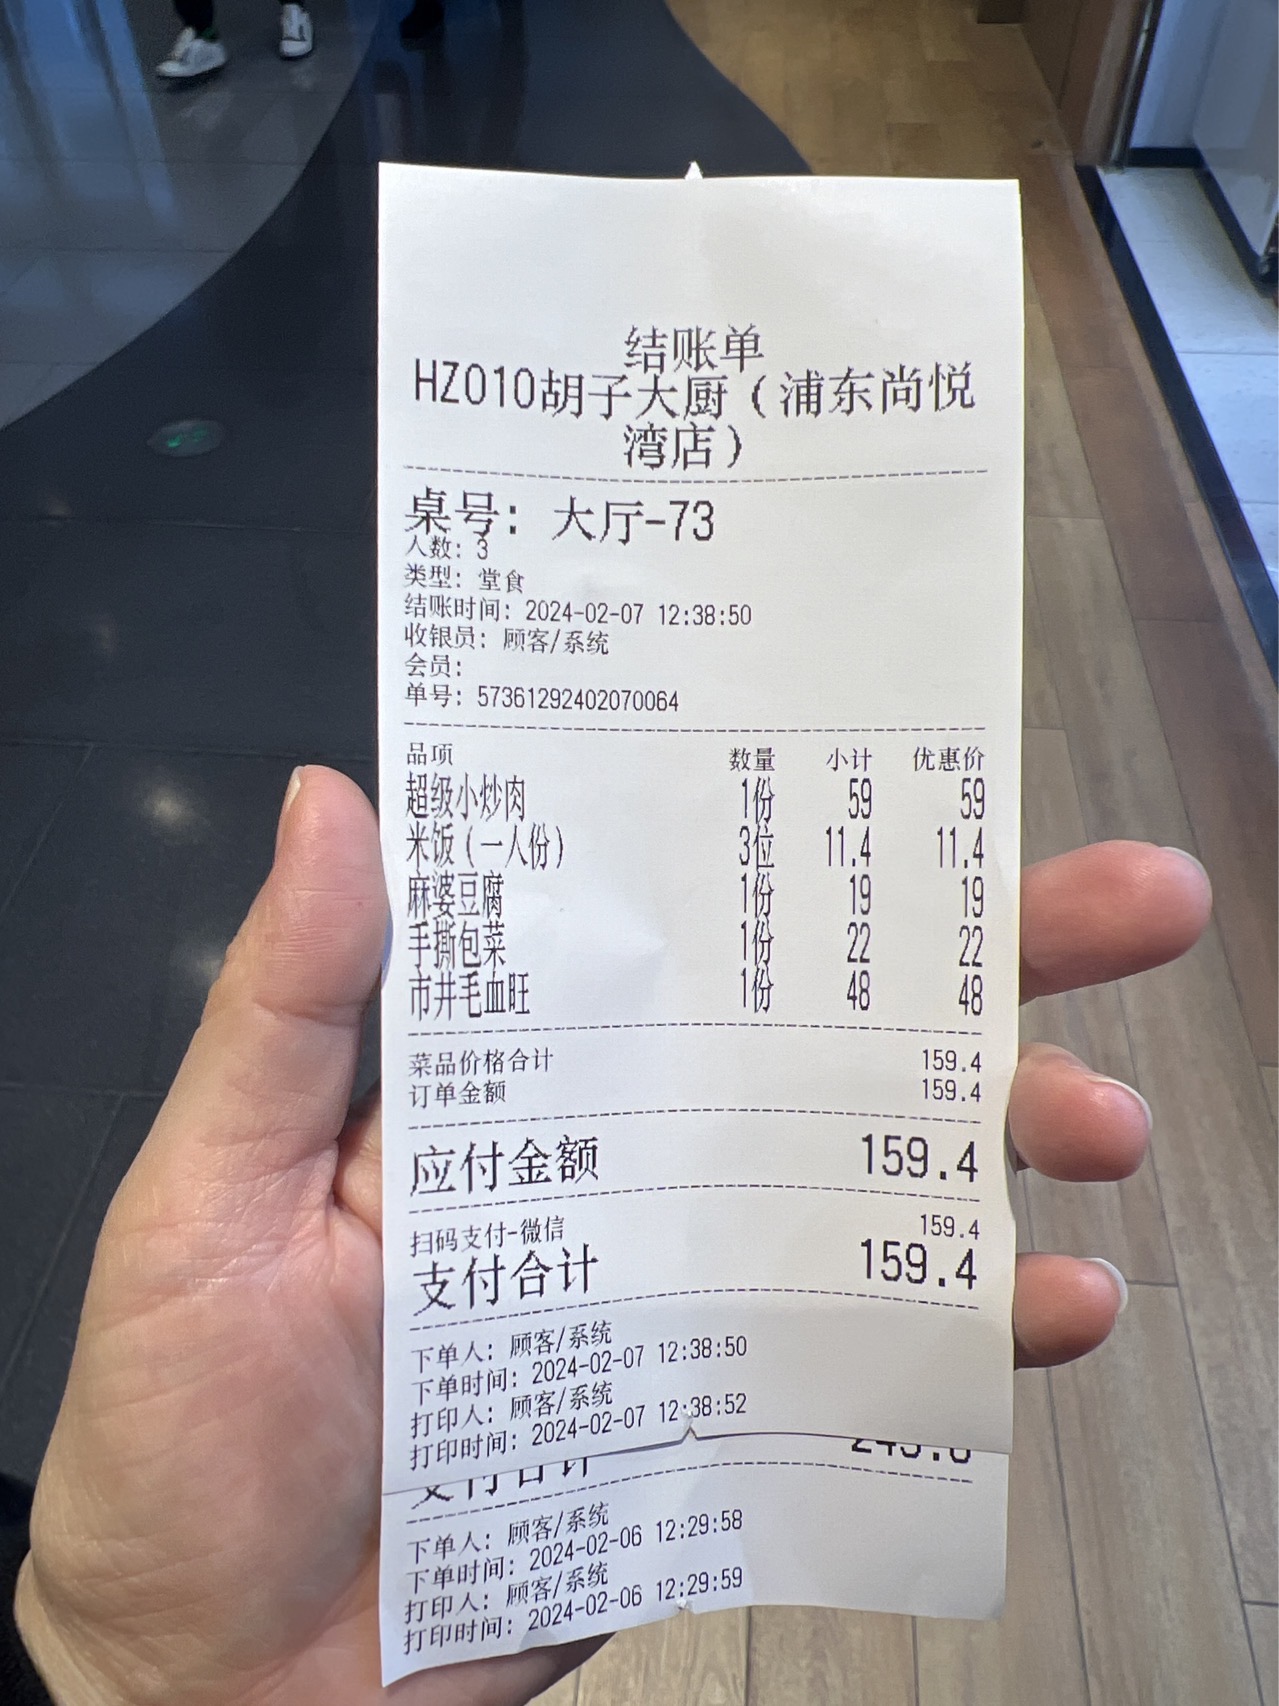 结账单
HZ010胡子大厨（浦东尚悦
湾店）
桌号： 大厅-73
人数：3
类型：堂食
结账时间：2024-02-07 12:38:50
收银员：顾客/系统
会员：
单号：57361292402070064
品项 数量 小计 优惠价
超级小炒肉 1份 59 59
米饭（一人份） 3位 11.4 11.4
麻婆豆腐 1份 19 19
手撕包菜 1份 22 22
市井毛血旺 1份 48 48
菜品价格合计 159.4
订单金额 159.4
应付金额 159.4
扫码支付-微信 159.4
支付合计 159.4
下单人：顾客/系统
下单时间：2024-02-07 12:38:50
打印人：顾客/系统
打印时间：2024-02-07 12:38:52
支付合计
下单人：顾客/系统
下单时间：2024-02-06 12:29:58
打印人：顾客/系统
打印时间：2024-02-06 12:29:59